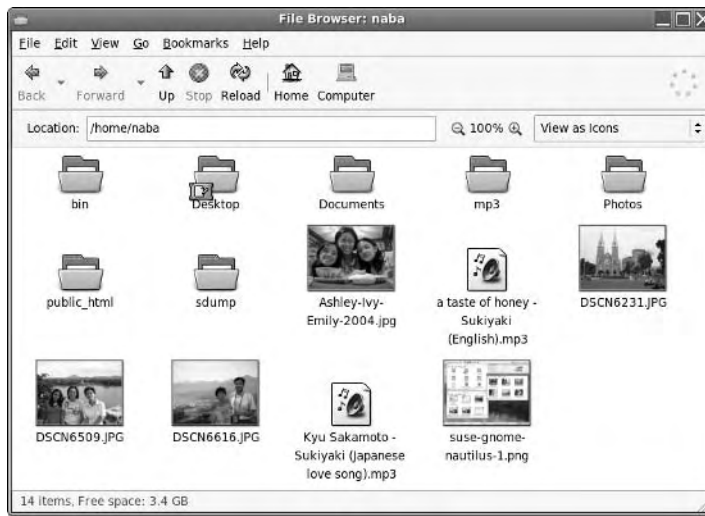 File Browser: naba
File Edit View Go Bookmarks Help
Back Forward Up Stop Reload Home Computer
Location: /home/naba 100% View as Icons
bin Desktop Documents mp3 Photos
public_html sdump Ashley-Ivy-
Emily-2004.jpg a taste of honey -
Sukiyaki
(English).mp3 DSCN6231.JPG
DSCN6509.JPG DSCN6616.JPG Kyu Sakamoto -
Sukiyaki (Japanese
love song).mp3 suse-gnome-
nautilus-1.png
14 items, Free space: 3.4 GB